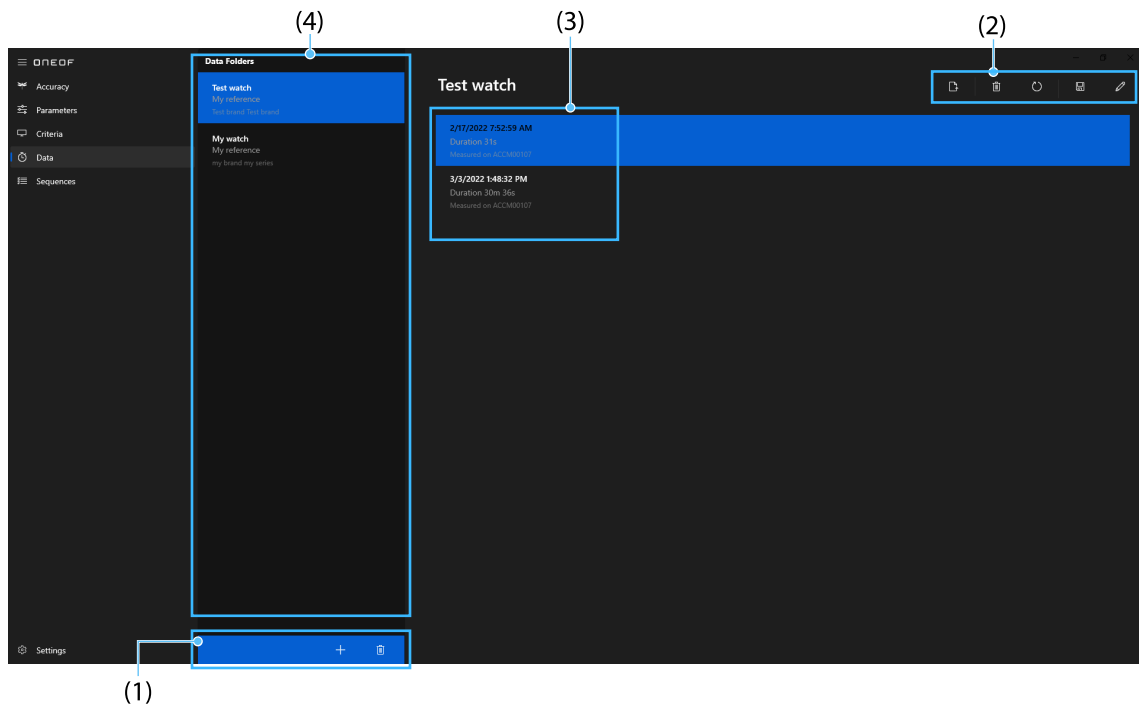 (4)
(3)
(2)
ONEOF
Accuracy
Parameters
Criteria
Data
Sequences
Settings
Data Folders
Test watch
My reference
Test brand Test brand
My watch
My reference
my brand my series
Test watch
2/17/2022 7:52:59 AM
Duration 31s
Measured on ACCM00107
3/3/2022 1:48:32 PM
Duration 30m 36s
Measured on ACCM00107
(1)